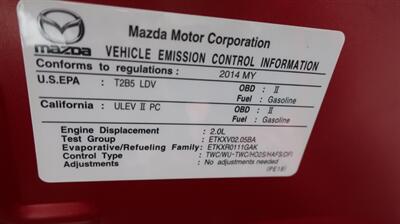 Mazda Motor Corporation
mazda
VEHICLE EMISSION CONTROL INFORMATION
Conforms to regulations: 2014 MY
U.S.EPA : T2B5 LDV OBD : II
Fuel : Gasoline
California : ULEV II PC OBD : II
Fuel : Gasoline
Engine Displacement : 2.0L
Test Group : ETKXV02.05BA
Evaporative/Refueling Family: ETKXR0111GAK
Control Type : TWC/WU-TWC/HO2S/HAFS/DFI
Adjustments : No adjustments needed
(PE1B)